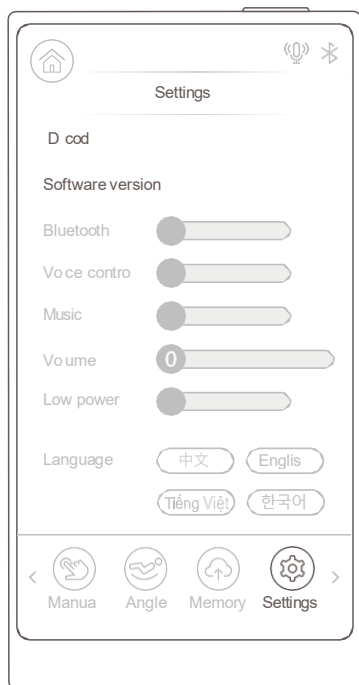 Settings
D cod
Software version
Bluetooth
Vo ce contro
Music
Vo ume 0
Low power
Language 中文 Englis
Tiếng Việt 한국어
Manua Angle Memory Settings